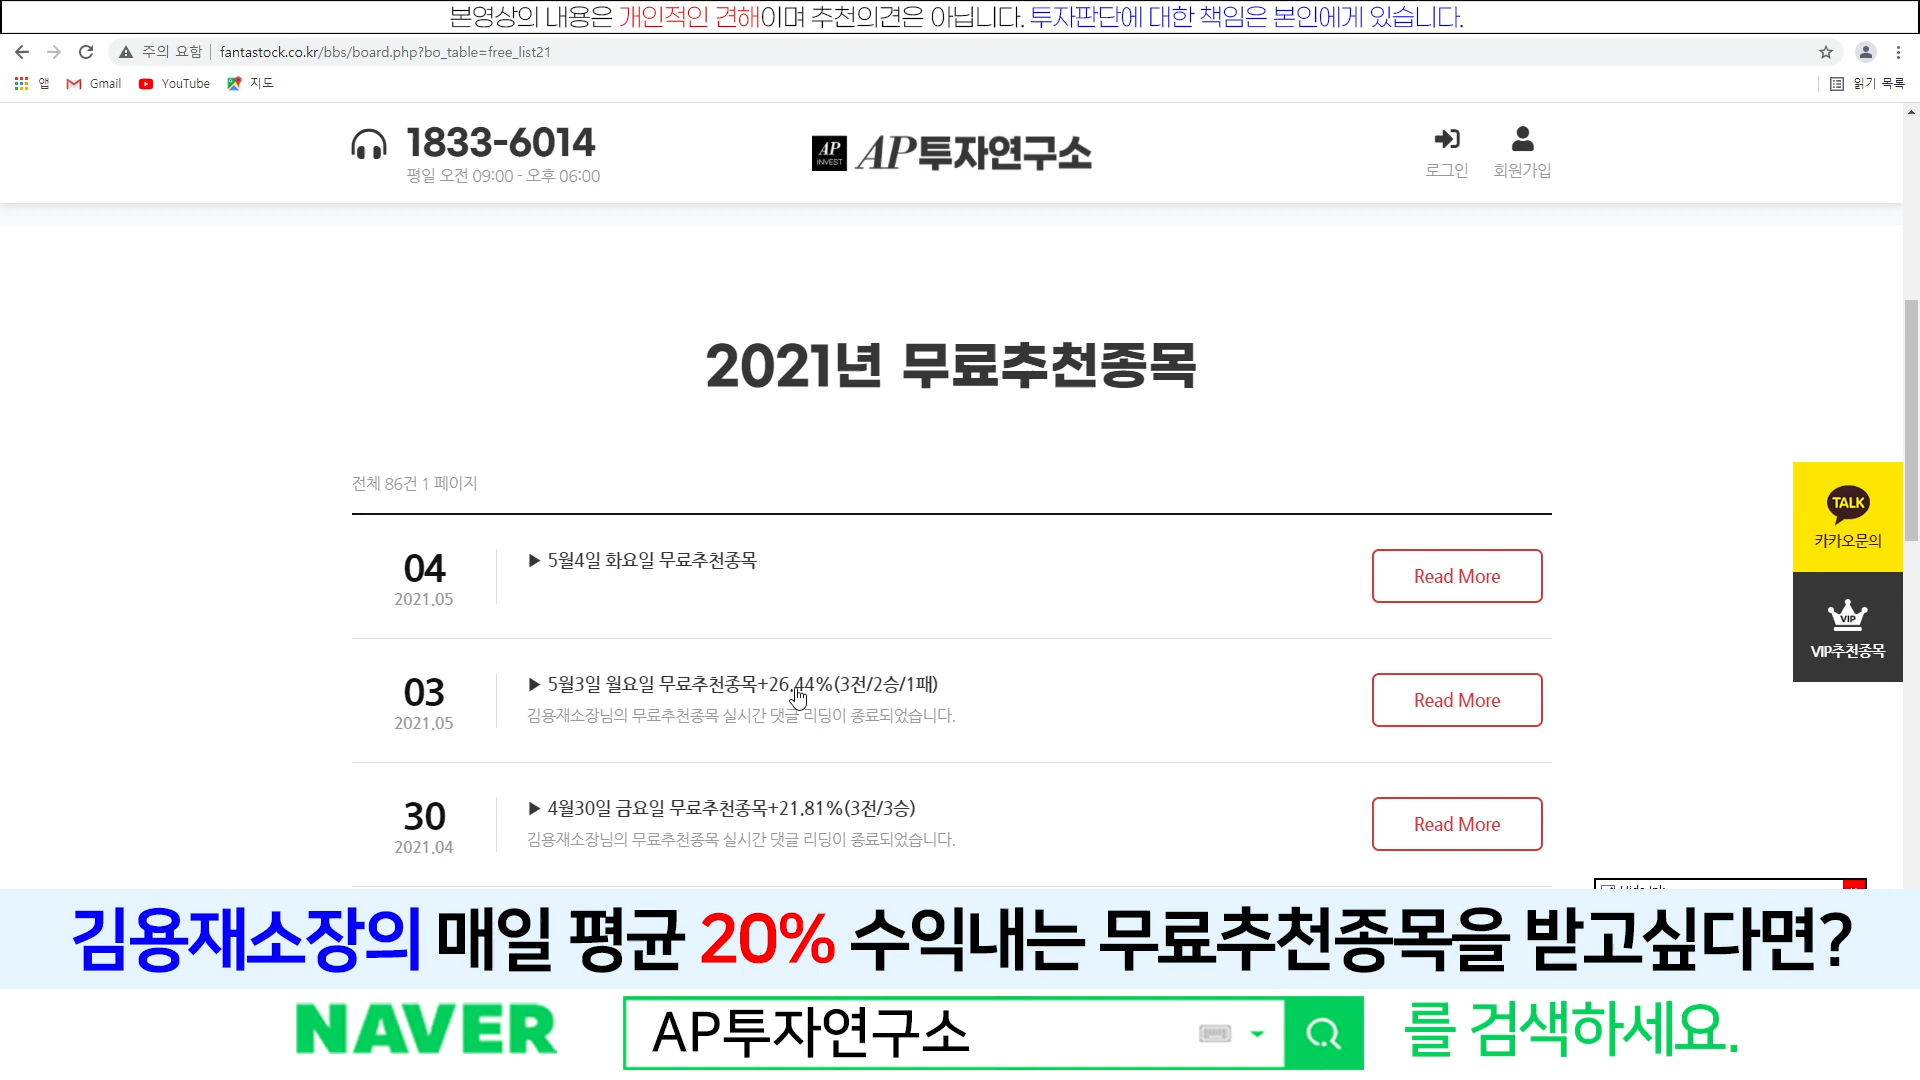 본영상의 내용은 개인적인 견해이며 추천의견은 아닙니다. 투자판단에 대한 책임은 본인에게 있습니다.
주의 요함 | fantastock.co.kr/bbs/board.php?bo_table=free_list21
앱 Gmail YouTube 지도 읽기 목록
1833-6014
평일 오전 09:00 - 오후 06:00
AP INVEST AP투자연구소
로그인 회원가입
2021년 무료추천종목
전체 86건 1 페이지
04
2021.05
▶ 5월4일 화요일 무료추천종목
Read More
03
2021.05
▶ 5월3일 월요일 무료추천종목+26.44%(3전/2승/1패)
김용재소장님의 무료추천종목 실시간 댓글 리딩이 종료되었습니다.
Read More
30
2021.04
▶ 4월30일 금요일 무료추천종목+21.81%(3전/3승)
김용재소장님의 무료추천종목 실시간 댓글 리딩이 종료되었습니다.
Read More
TALK
카카오문의
VIP
VIP추천종목
김용재소장의 매일 평균 20% 수익내는 무료추천종목을 받고싶다면?
NAVER AP투자연구소 를 검색하세요.